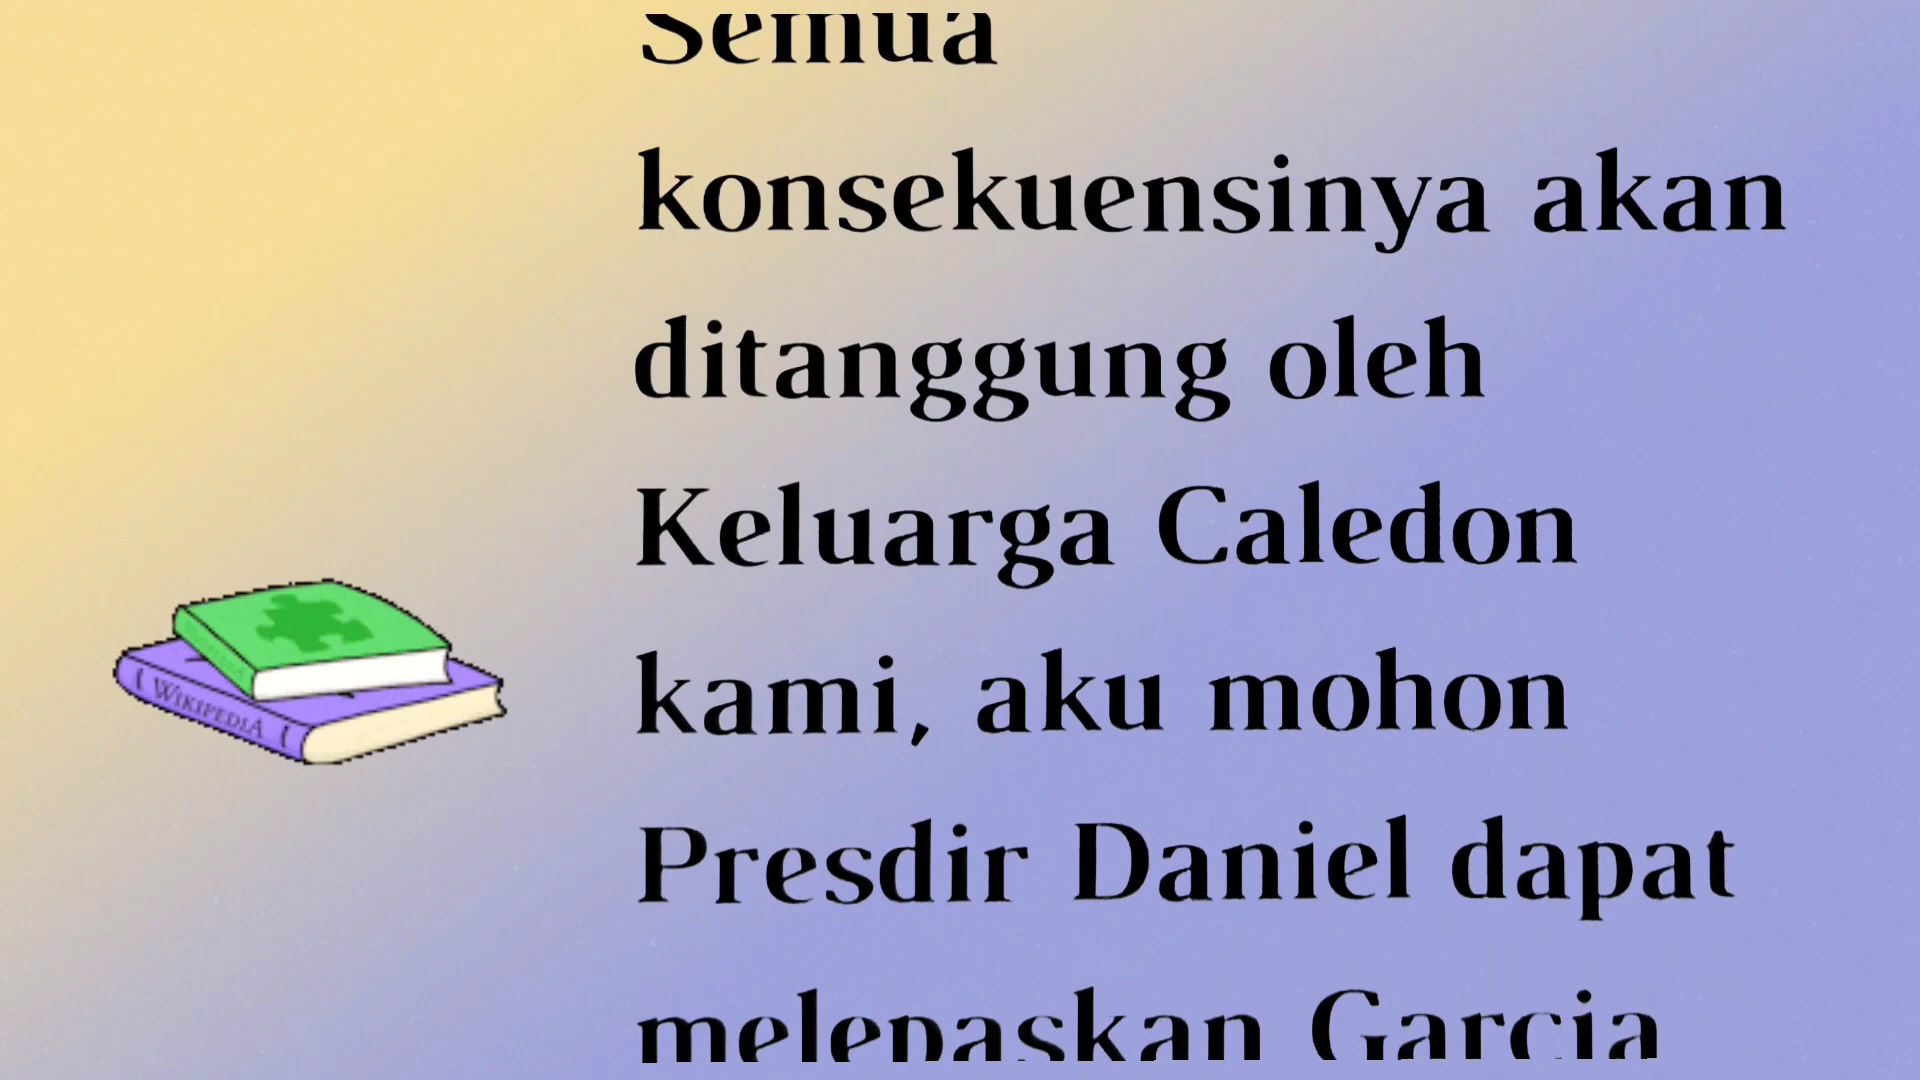 Semua
konsekuensinya akan
ditanggung oleh
Keluarga Caledon
kami, aku mohon
Presdir Daniel dapat
melepaskan Garcia
WIKIPEDIA